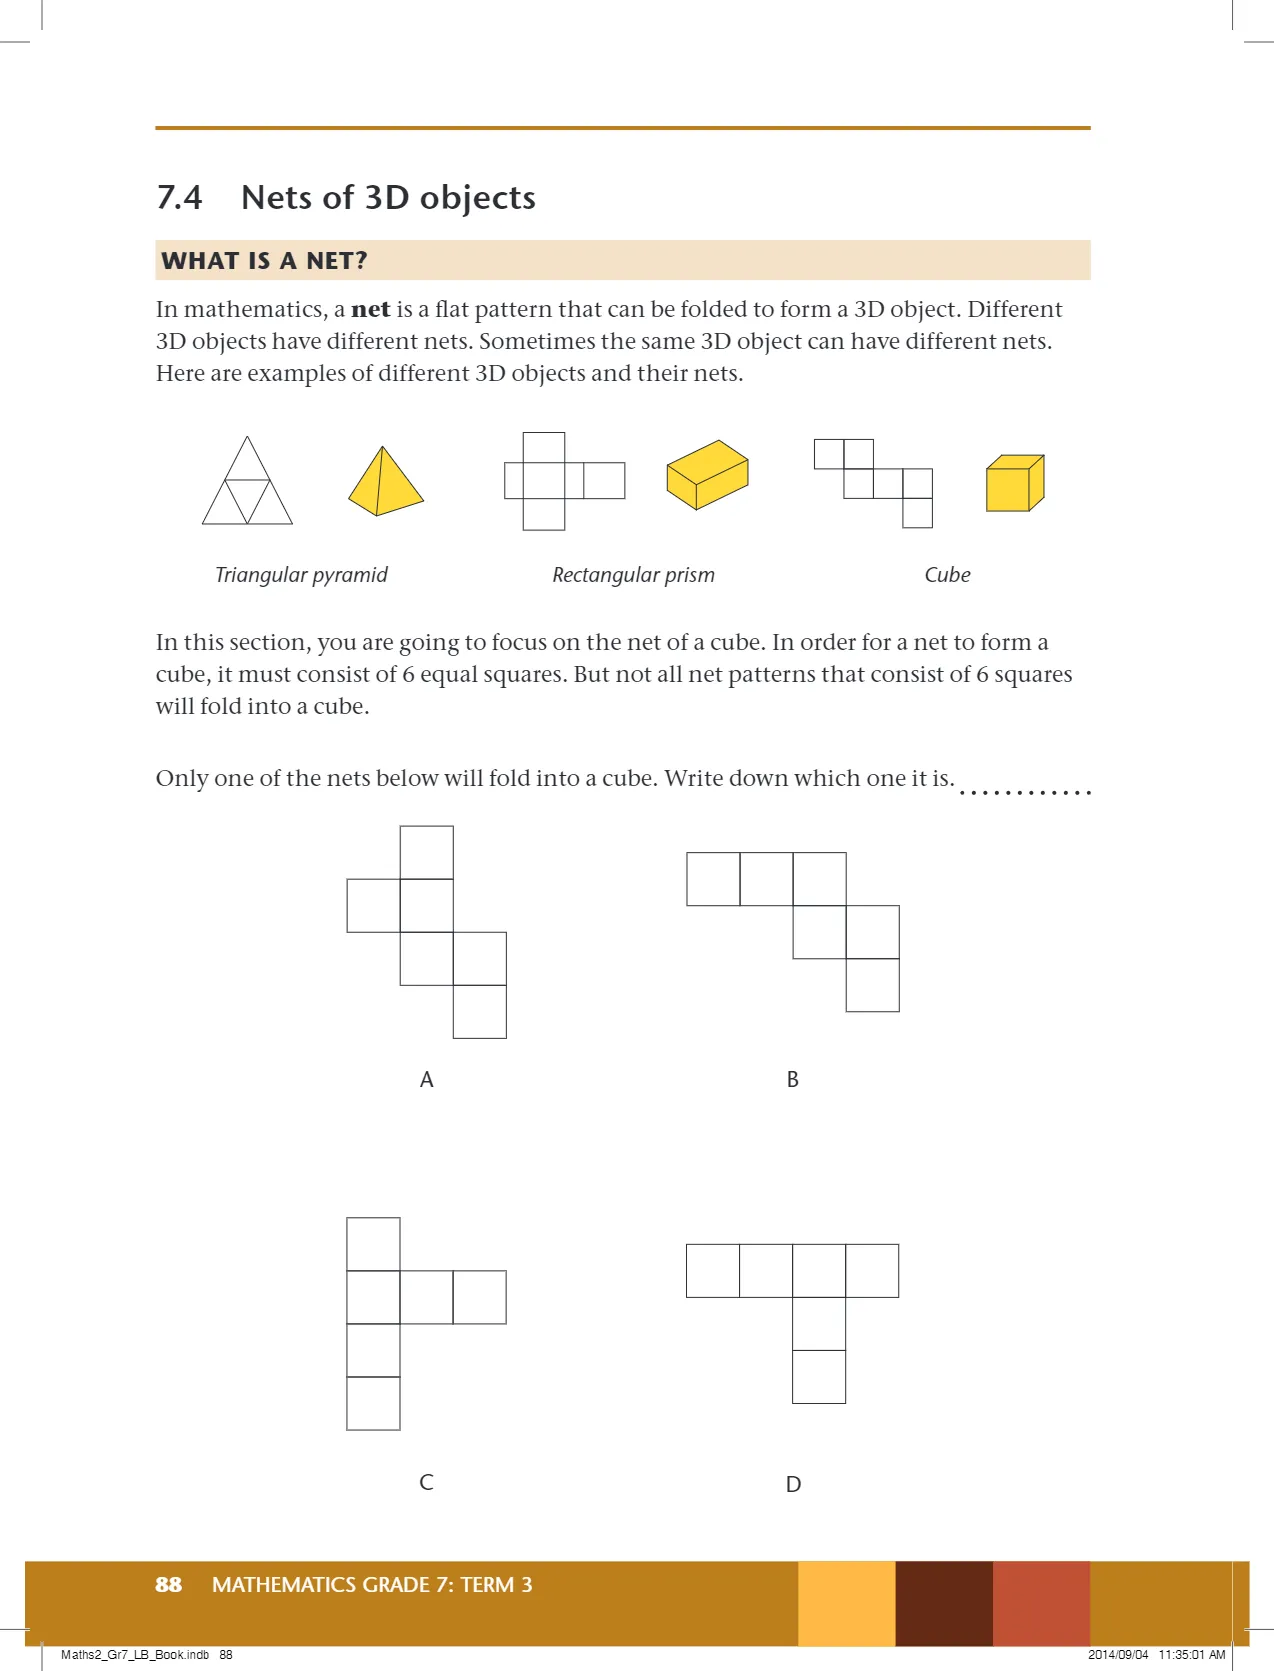 7.4 Nets of 3D objects
WHAT IS A NET?
In mathematics, a net is a flat pattern that can be folded to form a 3D object. Different
3D objects have different nets. Sometimes the same 3D object can have different nets.
Here are examples of different 3D objects and their nets.
Triangular pyramid
Rectangular prism
Cube
In this section, you are going to focus on the net of a cube. In order for a net to form a
cube, it must consist of 6 equal squares. But not all net patterns that consist of 6 squares
will fold into a cube.
Only one of the nets below will fold into a cube. Write down which one it is. ............
A
B
C
D
88 MATHEMATICS GRADE 7: TERM 3
Maths2_Gr7_LB_Book.indb 88
2014/09/04 11:35:01 AM